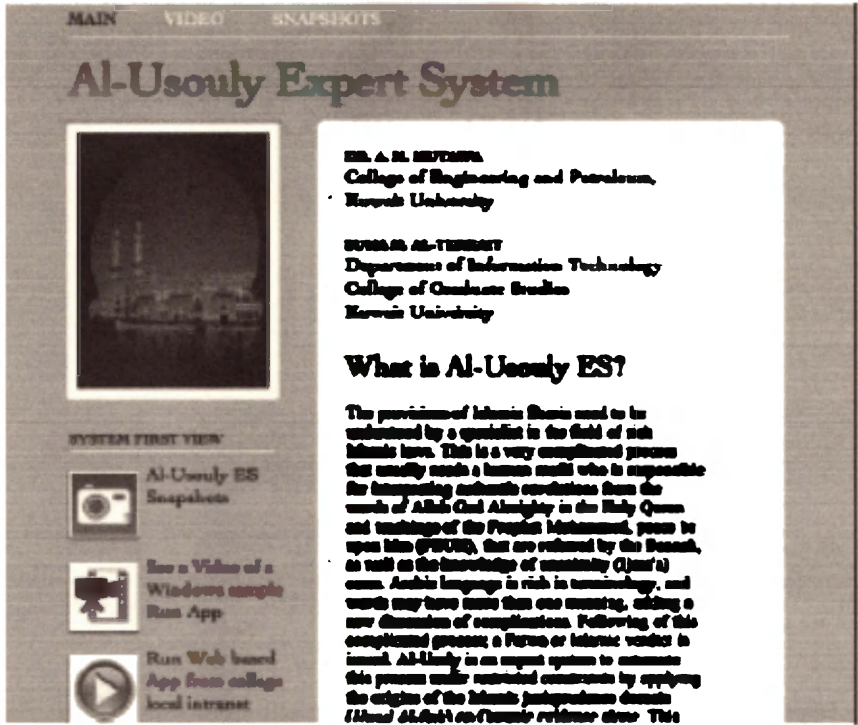 MAIN VIDEO SNAPSHOTS
Al-Usouly Expert System
DR. A. M.
College of Engineering and Petroleum,
Kuwait University
AL-
Department of Information Technology
College of Graduate Studies
Kuwait University
What is Al-Usouly ES?
The provisions of Islamic Sharia need to be
understood by a specialist in the field of
Islamic laws. This is a very complicated process
that usually needs a human who is responsible
for interpreting authentic revelations from the
words of Allah God Almighty in the Holy Quran
and teachings of the Prophet Mohammed, peace be
upon him (PBUH), that are referred by the Sunnah,
as well as the knowledge of unanimity (Ijma'a)
Arabic language is rich in terminology, and
words may have more than one meaning, adding a
new dimension of complications. Following of this
complicated process; a Fatwa or Islamic verdict is
issued. Al-Usouly is an expert system to automate
this process under restricted constraints by applying
the origins of the Islamic jurisprudence domain
This
SYSTEM FIRST VIEW
Al-Usouly ES
Snapshots
See a Video of a
Windows sample
Run App
Run Web based
App from college
local intranet